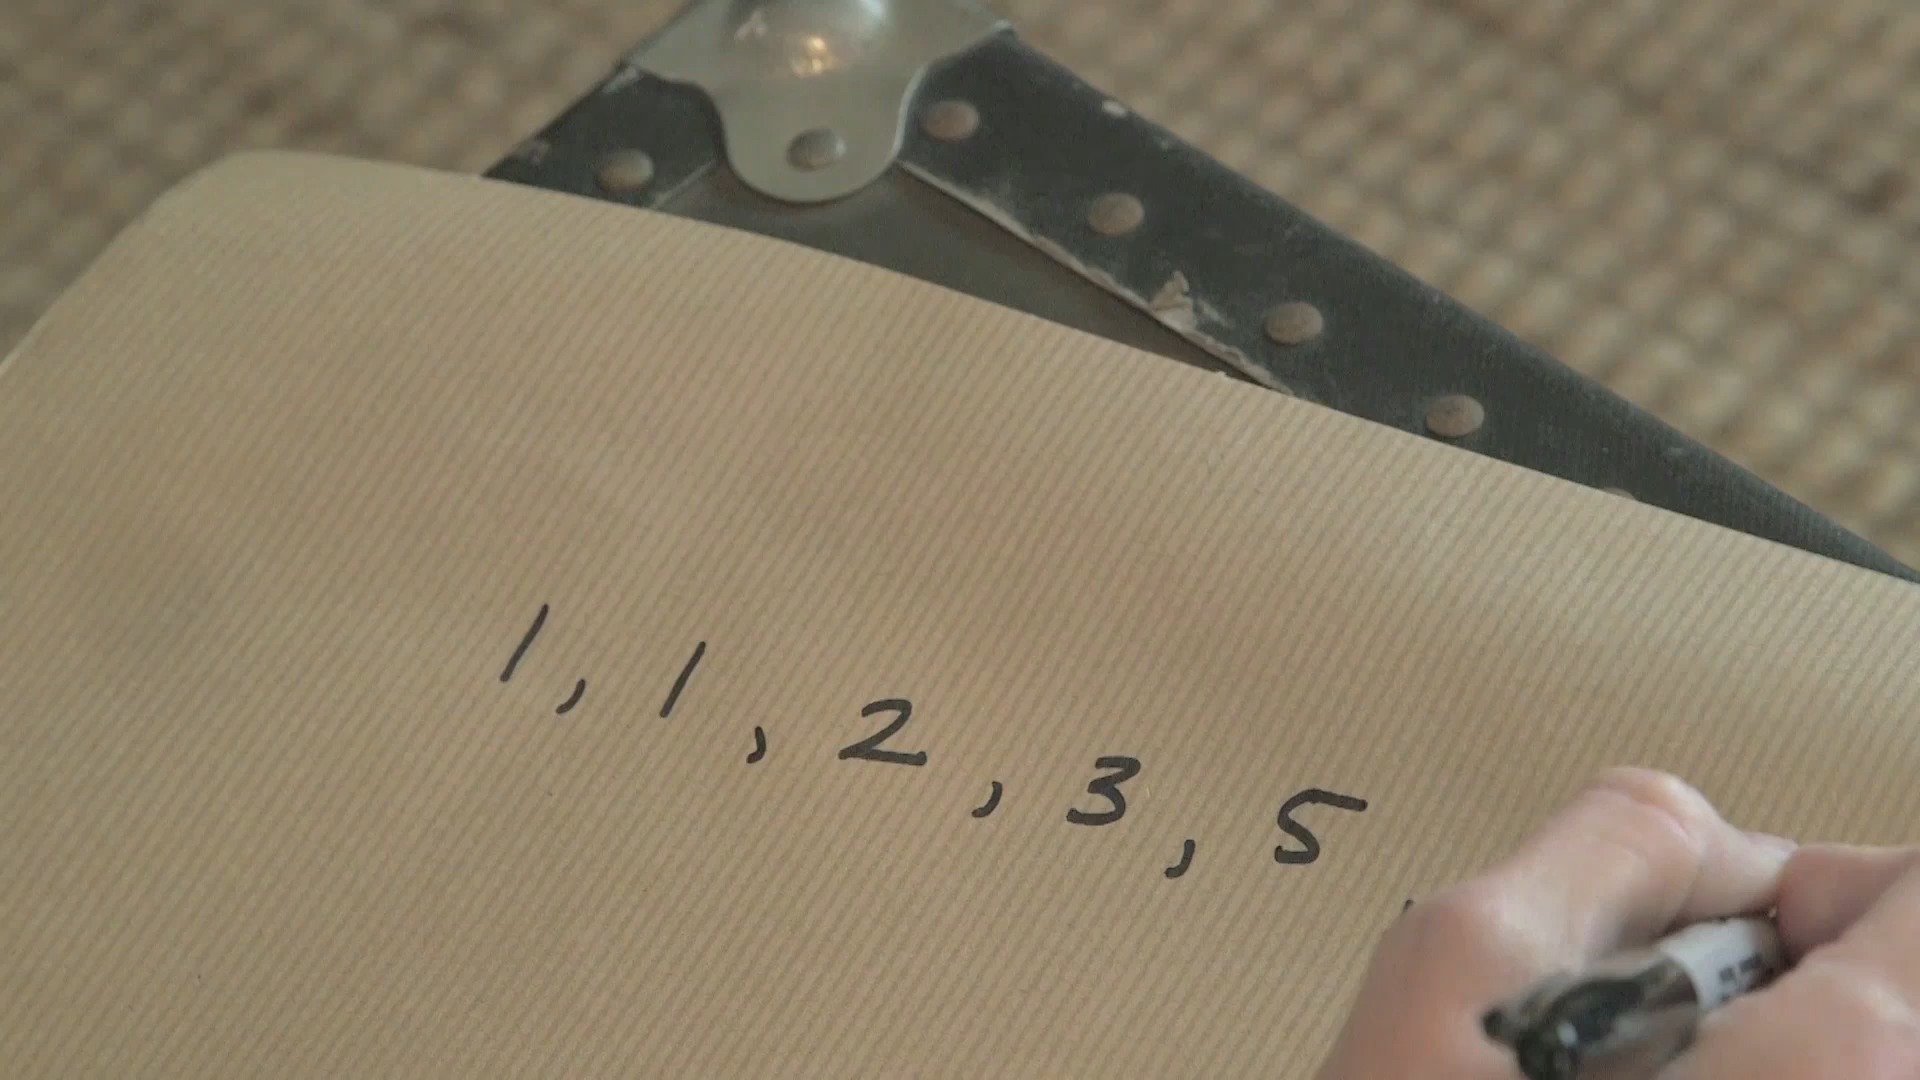 1, 1, 2, 3, 5